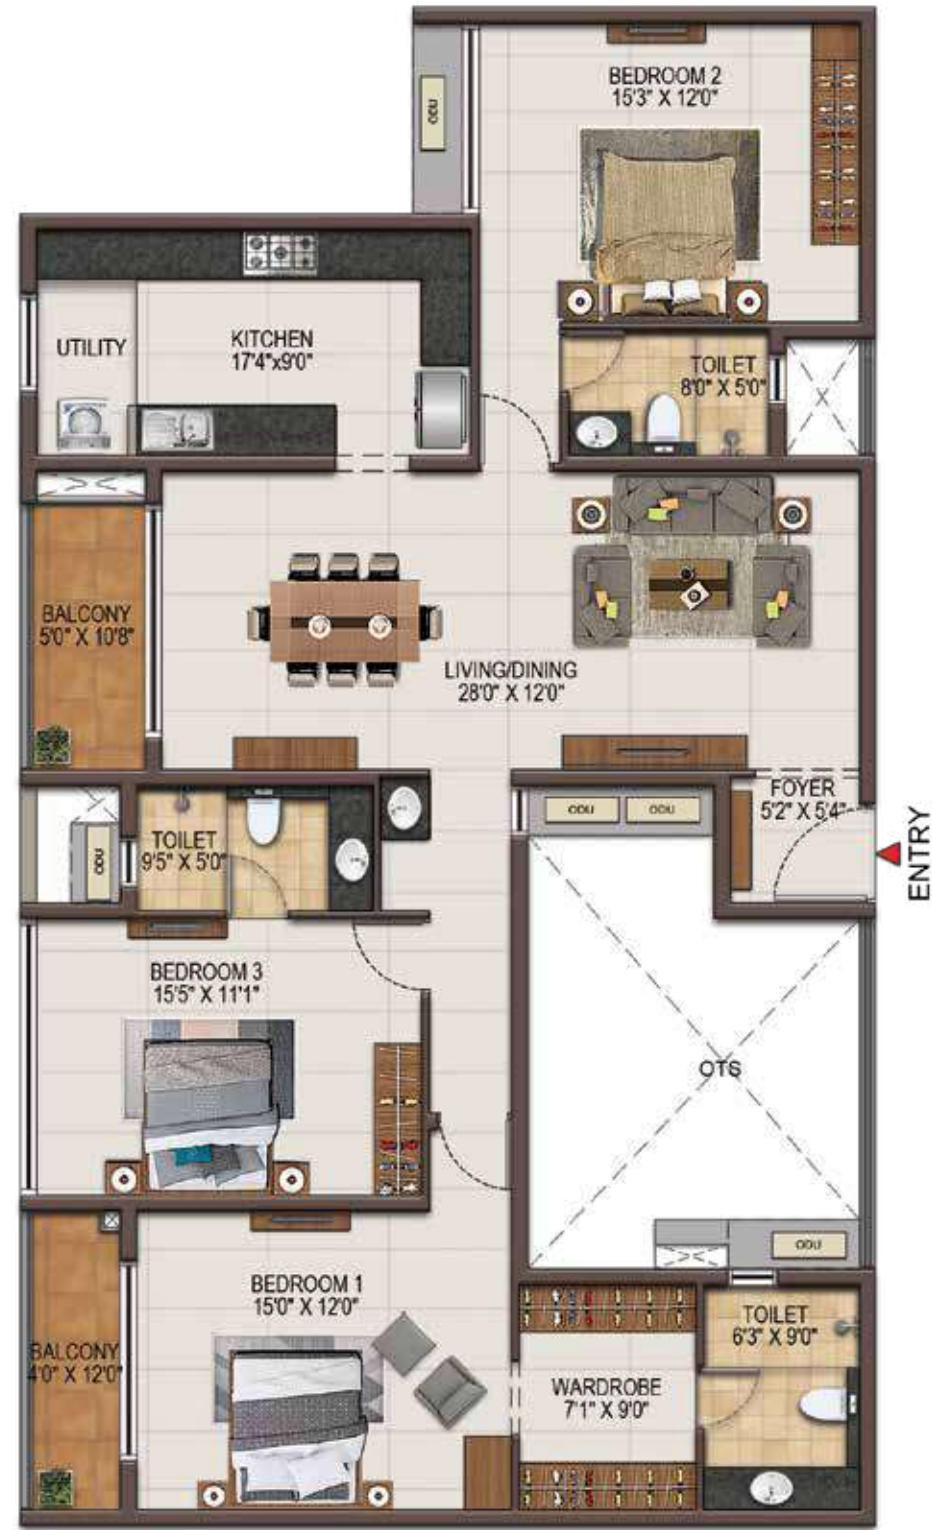 BEDROOM 2
15'3" X 12'0"
ODU
UTILITY
KITCHEN
17'4"x9'0"
TOILET
8'0" X 5'0"
BALCONY
5'0" X 10'8"
LIVING/DINING
28'0" X 12'0"
FOYER
5'2" X 5'4"
ENTRY
ODU
ODU
TOILET
9'5" X 5'0"
ODU
BEDROOM 3
15'5" X 11'1"
OTS
ODU
BEDROOM 1
15'0" X 12'0"
TOILET
6'3" X 9'0"
BALCONY
4'0" X 12'0"
WARDROBE
7'1" X 9'0"